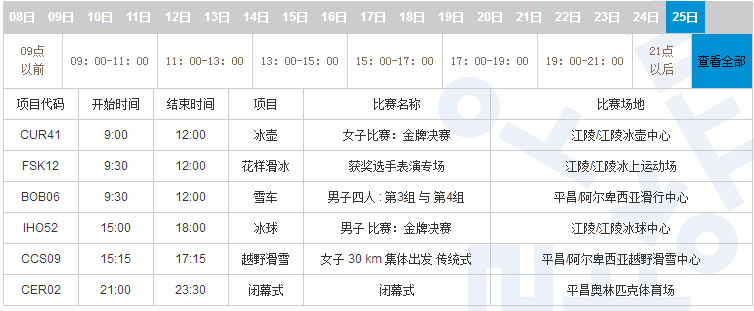 08日 09日 10日 11日 12日 13日 14日 15日 16日 17日 18日 19日 20日 21日 22日 23日 24日 25日
09点以前 09：00-11：00 11：00-13：00 13：00-15：00 15：00-17：00 17：00-19：00 19：00-21：00 21点以后 查看全部
项目代码 开始时间 结束时间 项目 比赛名称 比赛场地
CUR41 9:00 12:00 冰壶 女子比赛：金牌决赛 江陵/江陵冰壶中心
FSK12 9:30 12:00 花样滑冰 获奖选手表演专场 江陵/江陵冰上运动场
BOB06 9:30 12:00 雪车 男子四人 : 第3组 与 第4组 平昌/阿尔卑西亚滑行中心
IHO52 15:00 18:00 冰球 男子 比赛：金牌决赛 江陵/江陵冰球中心
CCS09 15:15 17:15 越野滑雪 女子 30 km 集体出发 传统式 平昌/阿尔卑西亚越野滑雪中心
CER02 21:00 23:30 闭幕式 闭幕式 平昌奥林匹克体育场